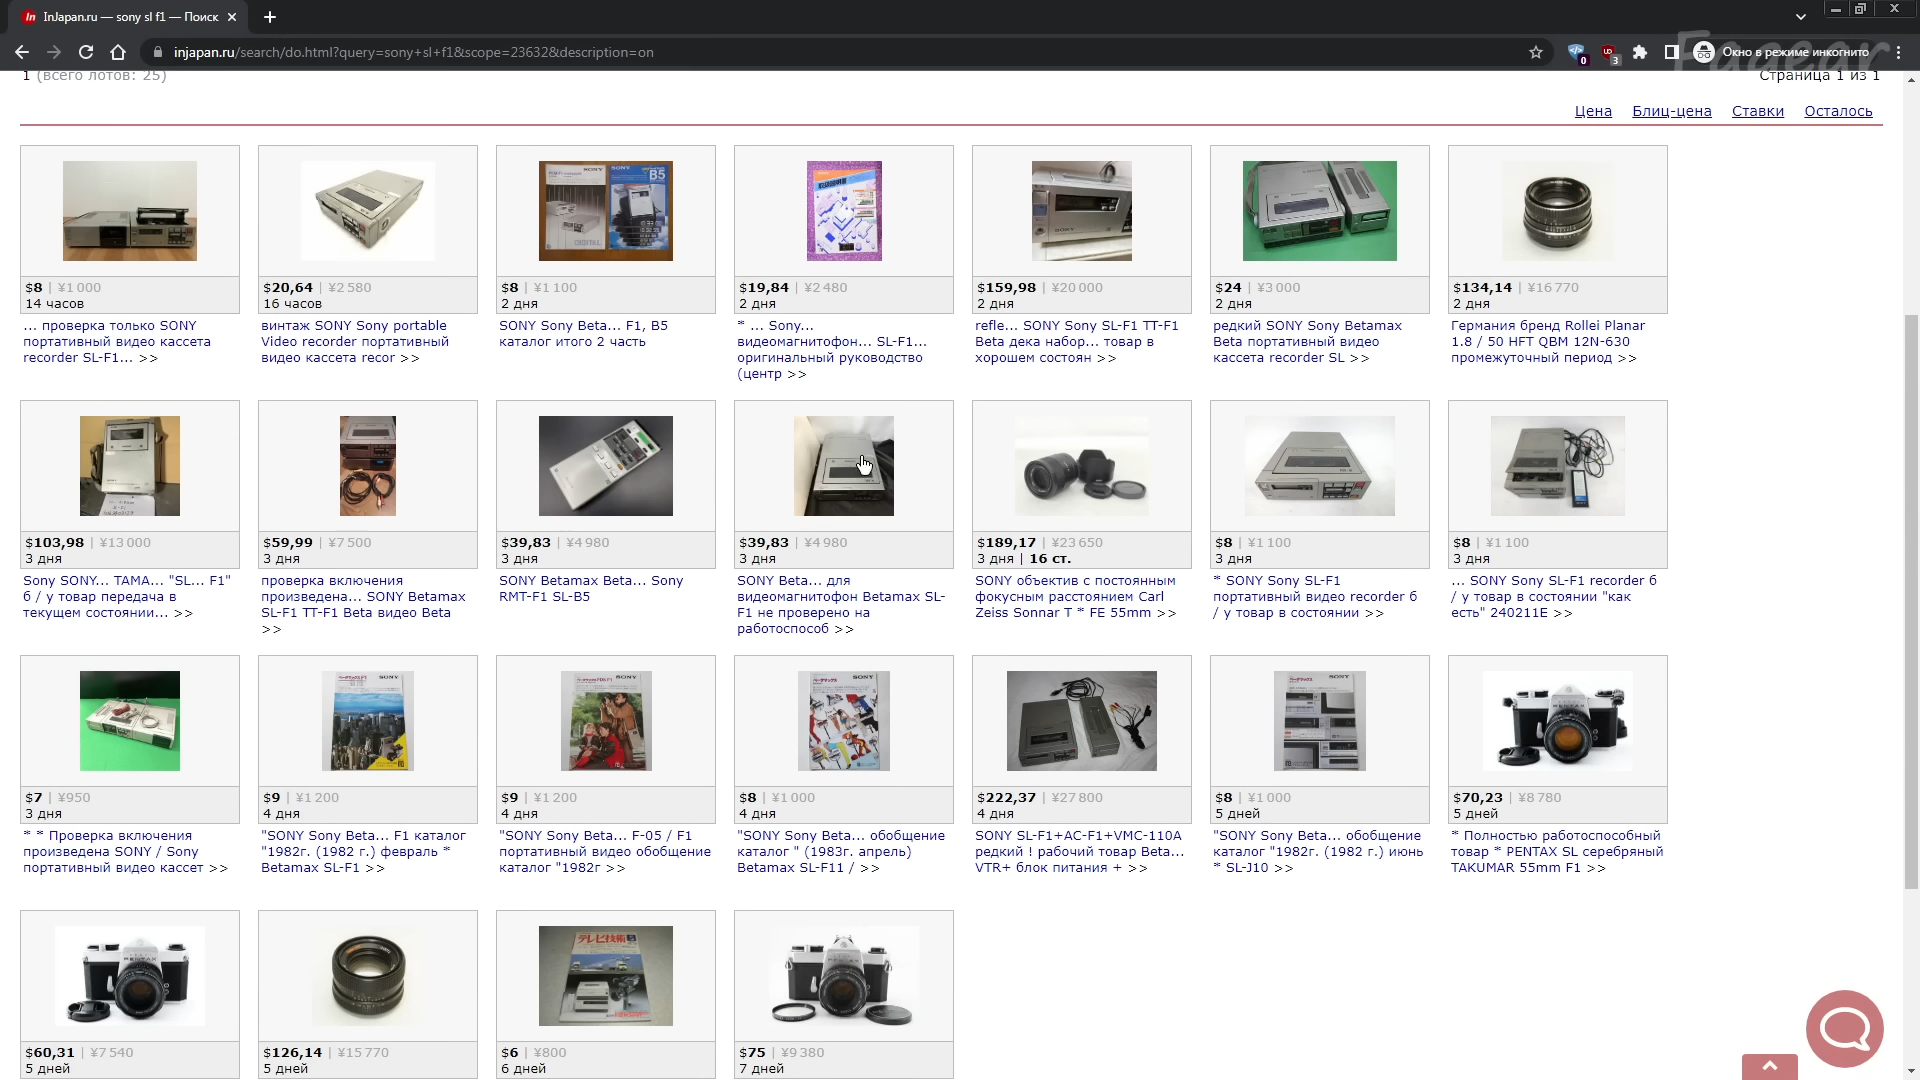 InJapan.ru — sony sl f1 — Поиск
injapan.ru/search/do.html?query=sony+sl+f1&scope=23632&description=on
0
3
Окно в режиме инкогнито
Fagear
1 (всего лотов: 25)
Страница 1 из 1
Цена Блиц-цена Ставки Осталось
$8 | ¥1 000
14 часов
... проверка только SONY
портативный видео кассета
recorder SL-F1... >>
$20,64 | ¥2 580
16 часов
винтаж SONY Sony portable
Video recorder портативный
видео кассета recor >>
SONY
SONY
B5
DIGITAL
$8 | ¥1 100
2 дня
SONY Sony Beta... F1, B5
каталог итого 2 часть
$19,84 | ¥2 480
2 дня
* ... Sony...
видеомагнитофон... SL-F1...
оригинальный руководство
(центр >>
SONY
$159,98 | ¥20 000
2 дня
refle... SONY Sony SL-F1 TT-F1
Beta дека набор... товар в
хорошем состоян >>
$24 | ¥3 000
2 дня
редкий SONY Sony Betamax
Beta портативный видео
кассета recorder SL >>
$134,14 | ¥16 770
2 дня
Германия бренд Rollei Planar
1.8 / 50 HFT QBM 12N-630
промежуточный период >>
$103,98 | ¥13 000
3 дня
Sony SONY... TAMA... "SL... F1"
б / у товар передача в
текущем состоянии... >>
$59,99 | ¥7 500
3 дня
проверка включения
произведена... SONY Betamax
SL-F1 TT-F1 Beta видео Beta
>>
$39,83 | ¥4 980
3 дня
SONY Betamax Beta... Sony
RMT-F1 SL-B5
$39,83 | ¥4 980
3 дня
SONY Beta... для
видеомагнитофон Betamax SL-
F1 не проверено на
работоспособ >>
$189,17 | ¥23 650
3 дня | 16 ст.
SONY объектив с постоянным
фокусным расстоянием Carl
Zeiss Sonnar T * FE 55mm >>
$8 | ¥1 100
3 дня
* SONY Sony SL-F1
портативный видео recorder б
/ у товар в состоянии >>
$8 | ¥1 100
3 дня
... SONY Sony SL-F1 recorder б
/ у товар в состоянии "как
есть" 240211E >>
$7 | ¥950
3 дня
* * Проверка включения
произведена SONY / Sony
портативный видео кассет >>
SONY
$9 | ¥1 200
4 дня
"SONY Sony Beta... F1 каталог
"1982г. (1982 г.) февраль *
Betamax SL-F1 >>
SONY
$9 | ¥1 200
4 дня
"SONY Sony Beta... F-05 / F1
портативный видео обобщение
каталог "1982г >>
SONY
$8 | ¥1 000
4 дня
"SONY Sony Beta... обобщение
каталог " (1983г. апрель)
Betamax SL-F11 / >>
$222,37 | ¥27 800
4 дня
SONY SL-F1+AC-F1+VMC-110A
редкий ! рабочий товар Beta...
VTR+ блок питания + >>
SONY
$8 | ¥1 000
5 дней
"SONY Sony Beta... обобщение
каталог "1982г. (1982 г.) июнь
* SL-J10 >>
PENTAX
$70,23 | ¥8 780
5 дней
* Полностью работоспособный
товар * PENTAX SL серебряный
TAKUMAR 55mm F1 >>
PENTAX
$60,31 | ¥7 540
5 дней
$126,14 | ¥15 770
5 дней
テレビ技術
$6 | ¥800
6 дней
$75 | ¥9 380
7 дней